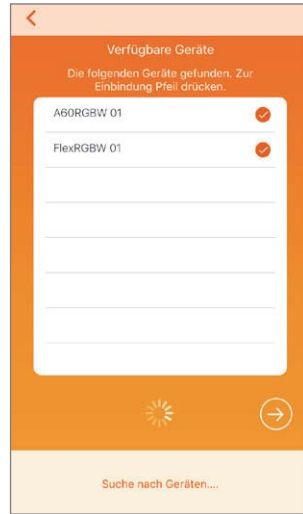 Verfügbare Geräte
Die folgenden Geräte gefunden. Zur
Einbindung Pfeil drücken.
A60RGBW 01
FlexRGBW 01
Suche nach Geräten....